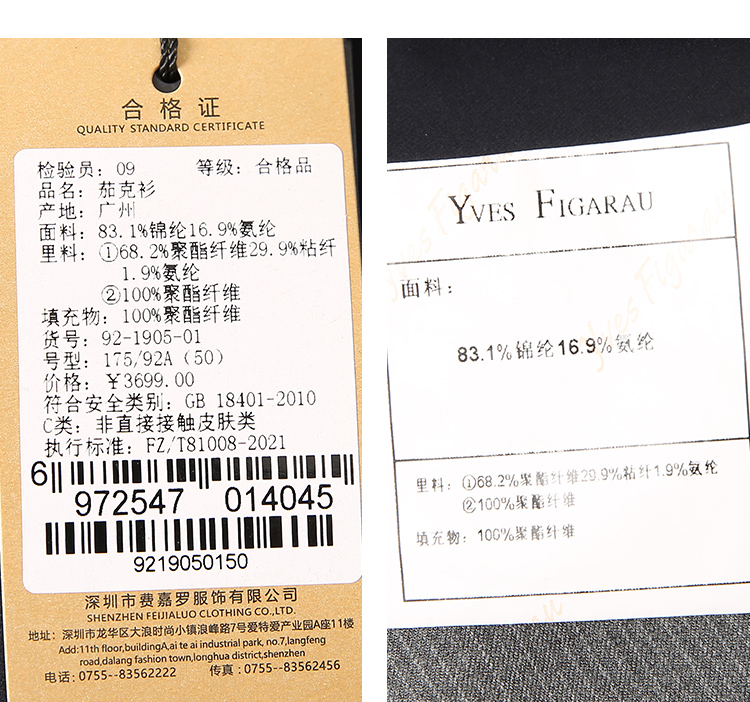 合格证
QUALITY STANDARD CERTIFICATE
检验员：09 等级：合格品
品名：茄克衫
产地：广州
面料：83.1%锦纶16.9%氨纶
里料：①68.2%聚酯纤维29.9%粘纤
1.9%氨纶
②100%聚酯纤维
填充物：100%聚酯纤维
货号：92-1905-01
号型：175/92A（50）
价格：￥3699.00
符合安全类别：GB 18401-2010
C类：非直接接触皮肤类
执行标准：FZ/T81008-2021
6 972547 014045
9219050150
深圳市费嘉罗服饰有限公司
SHENZHEN FEIJIALUO CLOTHING CO.,LTD.
地址：深圳市龙华区大浪时尚小镇浪峰路7号爱特爱产业园A座11楼
Add:11th floor,buildingA,ai te ai industrial park, no.7,langfeng
road,dalang fashion town,longhua district,shenzhen
电话：0755--83562222 传真：0755--83562456
YVES FIGARAU
面料：
83.1%锦纶16.9%氨纶
里料：①68.2%聚酯纤维29.9%粘纤1.9%氨纶
②100%聚酯纤维
填充物：100%聚酯纤维
Yves Figarau